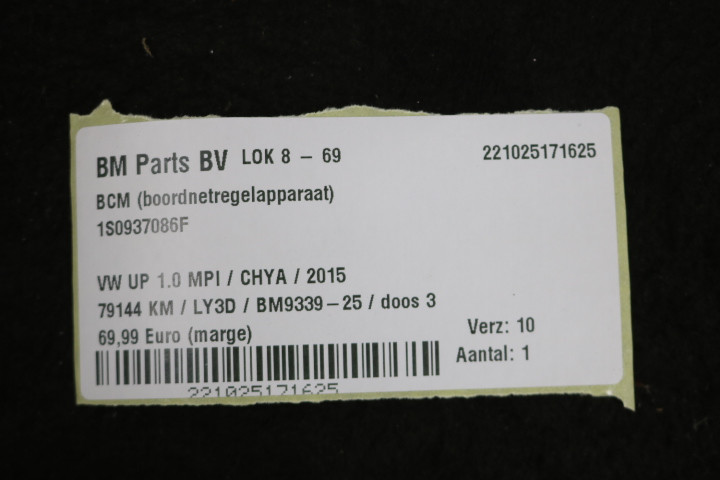 BM Parts BV LOK 8 - 69 221025171625
BCM (boordnetregelapparaat)
1S0937086F
VW UP 1.0 MPI / CHYA / 2015
79144 KM / LY3D / BM9339-25 / doos 3
69,99 Euro (marge) Verz: 10
Aantal: 1
221025171625